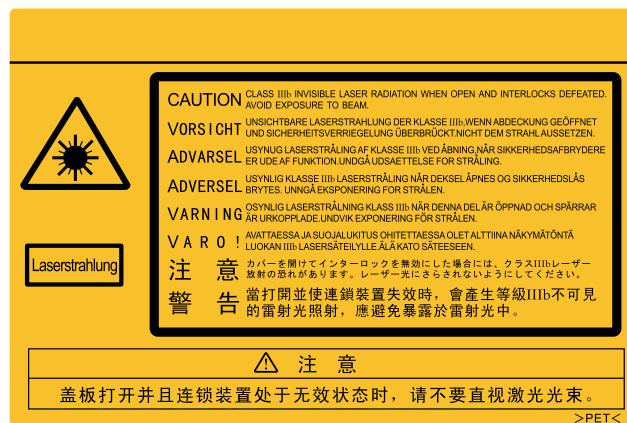 CAUTION CLASS IIIb INVISIBLE LASER RADIATION WHEN OPEN AND INTERLOCKS DEFEATED.
AVOID EXPOSURE TO BEAM.
VORSICHT UNSICHTBARE LASERSTRAHLUNG DER KLASSE IIIb,WENN ABDECKUNG GEÖFFNET
UND SICHERHEITSVERRIEGELUNG ÜBERBRÜCKT.NICHT DEM STRAHL AUSSETZEN.
ADVARSEL USYNUG LASERSTRÅLING AF KLASSE IIIb VED ÅBNING,NÅR SIKKERHEDSAFBRYDERE
ER UDE AF FUNKTION.UNDGÅ UDSAETTELSE FOR STRÅLING.
ADVERSEL USYNLIG KLASSE IIIb LASERSTRÅLING NÅR DEKSEL ÅPNES OG SIKKERHEDSLÅS
BRYTES. UNNGÅ EKSPONERING FOR STRÅLEN.
VARNING OSYNLIG LASERSTRÅLNING KLASS IIIb NÄR DENNA DEL ÄR ÖPPNAD OCH SPÄRRAR
ÄR URKOPPLADE.UNDVIK EXPONERING FÖR STRÅLEN.
VARO! AVATTAESSA JA SUOJALUKITUS OHITETTAESSA OLET ALTTIINA NÄKYMÄTÖNTÄ
LUOKAN IIIb LASERSÄTEILYLLE.ÄLÄ KATO SÄTEESEEN.
注意 カバーを開けてインターロックを無効にした場合には、クラスIIIbレーザー
放射の恐れがあります。レーザー光にさらされないようにしてください。
警告 當打開並使連鎖裝置失效時，會產生等級IIIb不可見
的雷射光照射，應避免暴露於雷射光中。
Laserstrahlung
注意
盖板打开并且连锁装置处于无效状态时，请不要直视激光光束。
>PET<